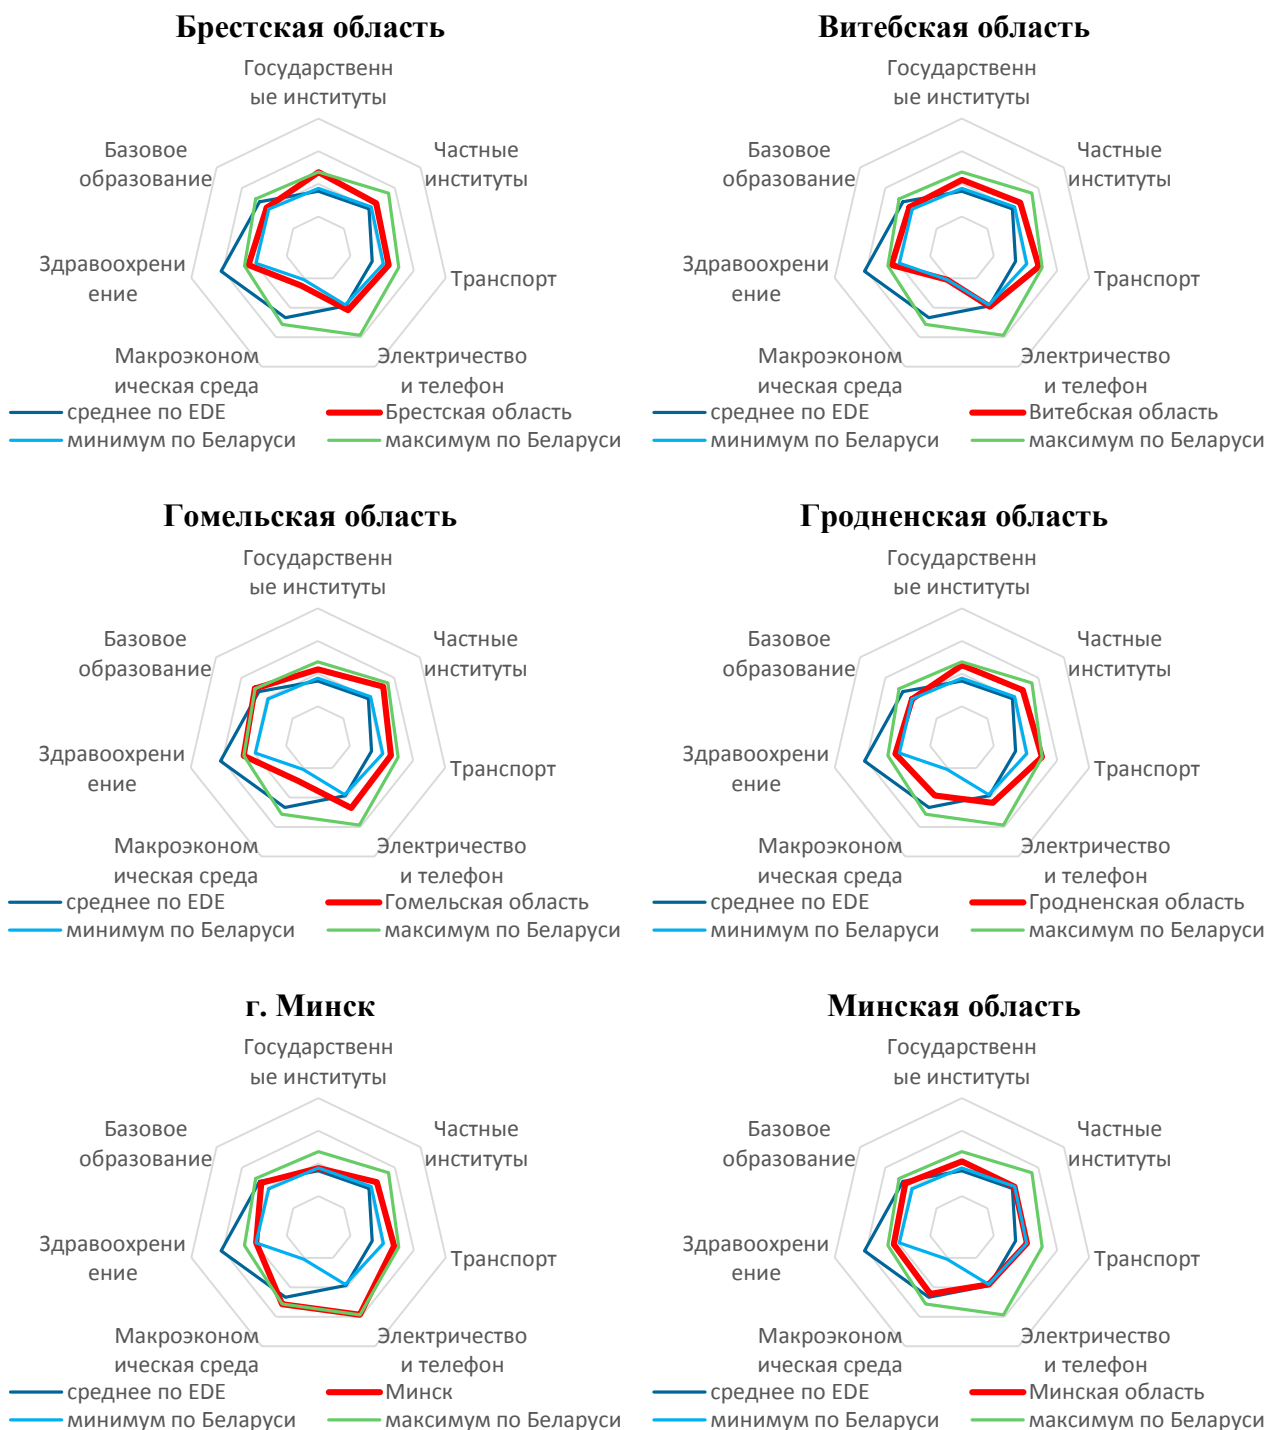 Брестская область
Государственн
ые институты
Частные
институты
Транспорт
Электричество
и телефон
Макроэконом
ическая среда
Здравоохрени
ение
Базовое
образование
среднее по EDE
Брестская область
минимум по Беларуси
максимум по Беларуси
Витебская область
Государственн
ые институты
Частные
институты
Транспорт
Электричество
и телефон
Макроэконом
ическая среда
Здравоохрени
ение
Базовое
образование
среднее по EDE
Витебская область
минимум по Беларуси
максимум по Беларуси
Гомельская область
Государственн
ые институты
Частные
институты
Транспорт
Электричество
и телефон
Макроэконом
ическая среда
Здравоохрени
ение
Базовое
образование
среднее по EDE
Гомельская область
минимум по Беларуси
максимум по Беларуси
Гродненская область
Государственн
ые институты
Частные
институты
Транспорт
Электричество
и телефон
Макроэконом
ическая среда
Здравоохрени
ение
Базовое
образование
среднее по EDE
Гродненская область
минимум по Беларуси
максимум по Беларуси
г. Минск
Государственн
ые институты
Частные
институты
Транспорт
Электричество
и телефон
Макроэконом
ическая среда
Здравоохрени
ение
Базовое
образование
среднее по EDE
Минск
минимум по Беларуси
максимум по Беларуси
Минская область
Государственн
ые институты
Частные
институты
Транспорт
Электричество
и телефон
Макроэконом
ическая среда
Здравоохрени
ение
Базовое
образование
среднее по EDE
Минская область
минимум по Беларуси
максимум по Беларуси